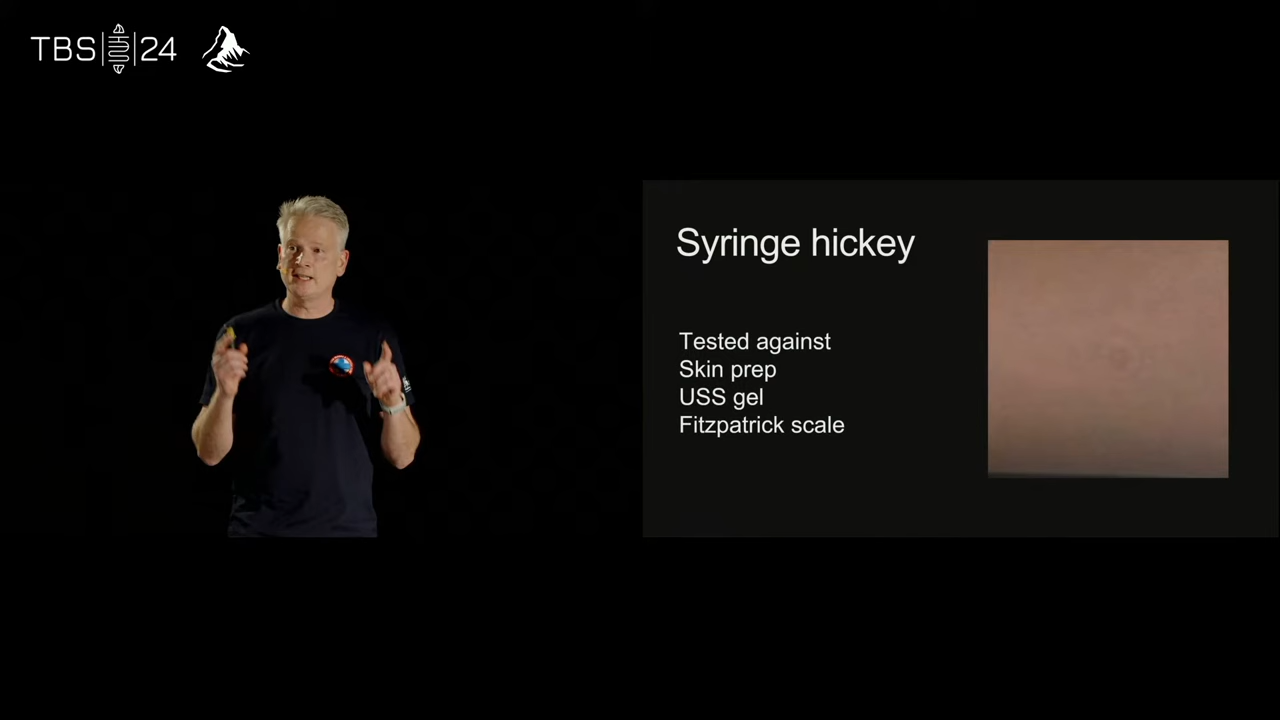 TBS 24
Syringe hickey
Tested against
Skin prep
USS gel
Fitzpatrick scale